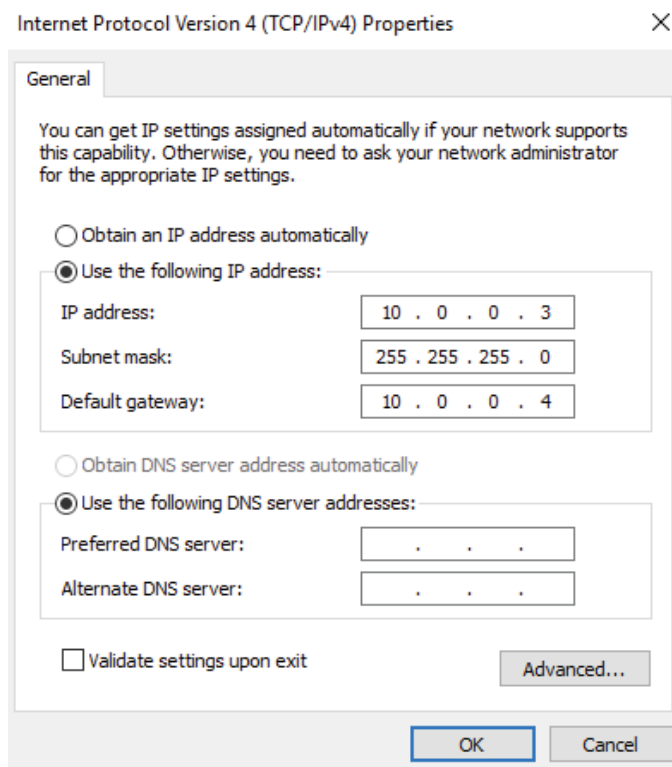 Internet Protocol Version 4 (TCP/IPv4) Properties
General
You can get IP settings assigned automatically if your network supports
this capability. Otherwise, you need to ask your network administrator
for the appropriate IP settings.
Obtain an IP address automatically
Use the following IP address:
IP address: 10 . 0 . 0 . 3
Subnet mask: 255 . 255 . 255 . 0
Default gateway: 10 . 0 . 0 . 4
Obtain DNS server address automatically
Use the following DNS server addresses:
Preferred DNS server: . . .
Alternate DNS server: . . .
Validate settings upon exit
Advanced...
OK Cancel